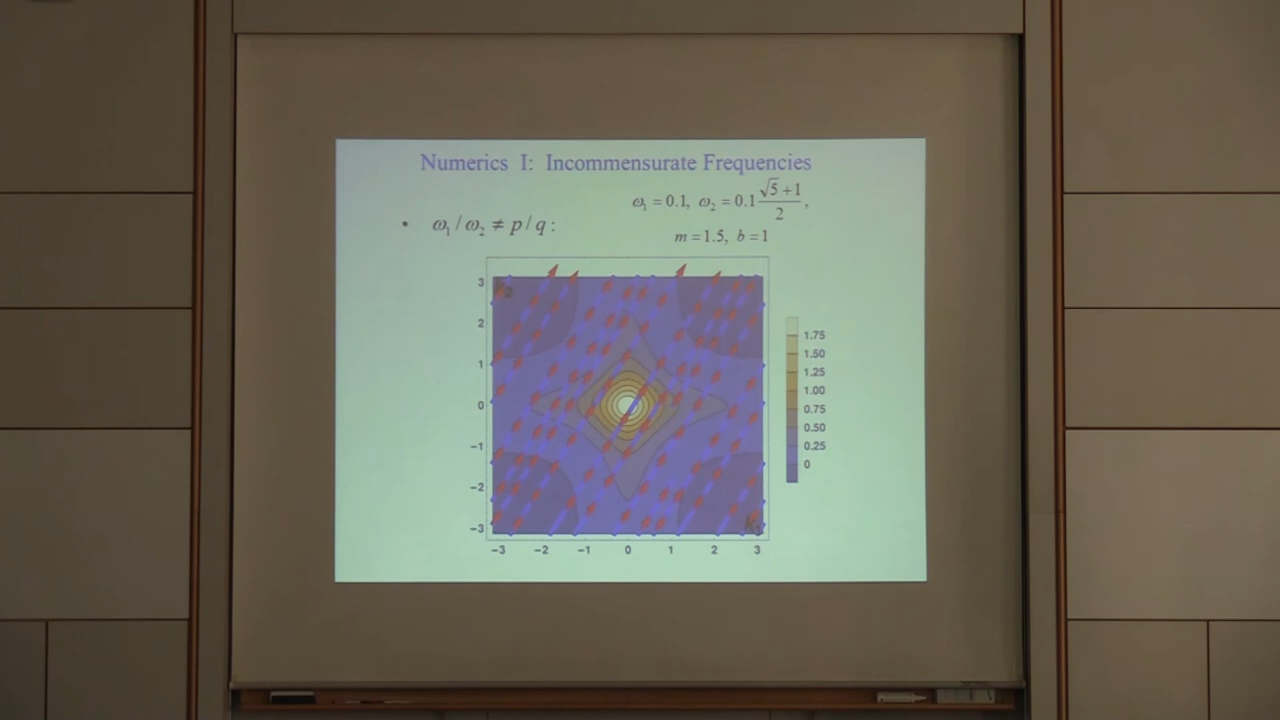 Numerics I: Incommensurate Frequencies
ω₁ = 0.1, ω₂ = 0.1 (√5 + 1)/2,
• ω₁ / ω₂ ≠ p / q :
m = 1.5, b = 1
k₂
3
2
1
0
−1
−2
−3
k₁
−3 −2 −1 0 1 2 3
1.75
1.50
1.25
1.00
0.75
0.50
0.25
0